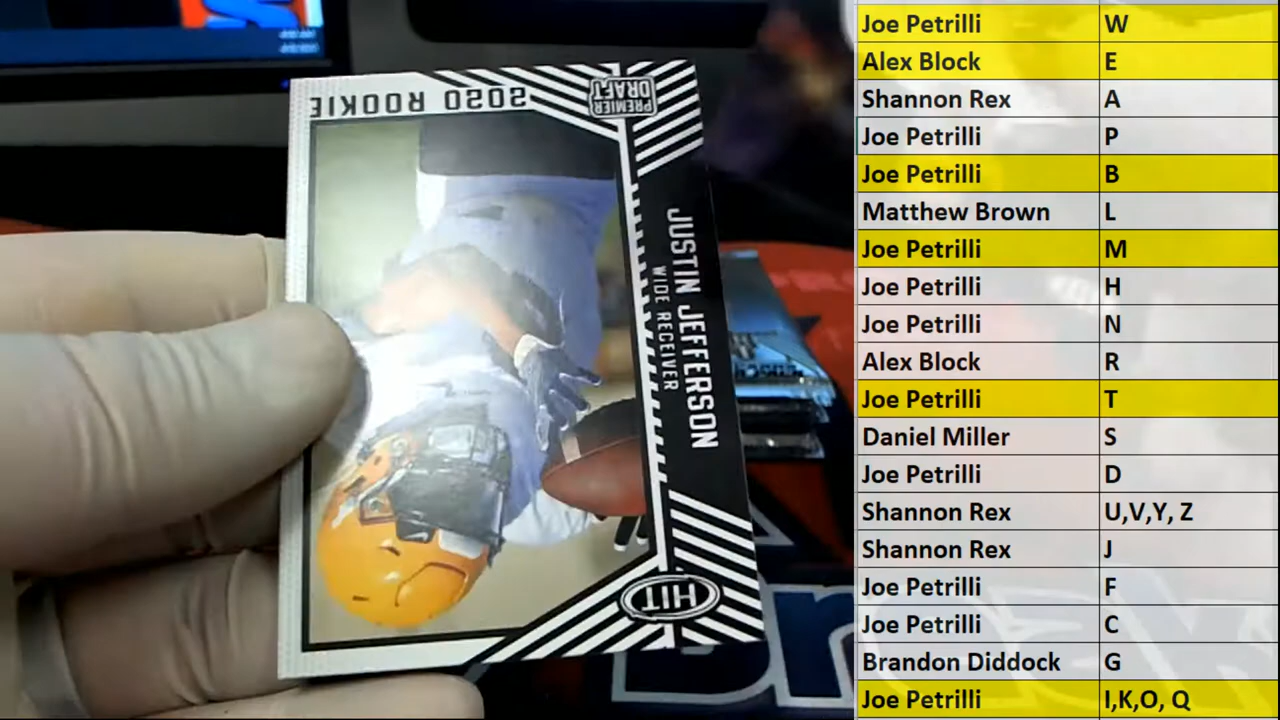 2020 ROOKIE
PREMIER
DRAFT
JUSTIN JEFFERSON
WIDE RECEIVER
HIT
Joe Petrilli W
Alex Block E
Shannon Rex A
Joe Petrilli P
Joe Petrilli B
Matthew Brown L
Joe Petrilli M
Joe Petrilli H
Joe Petrilli N
Alex Block R
Joe Petrilli T
Daniel Miller S
Joe Petrilli D
Shannon Rex U,V,Y, Z
Shannon Rex J
Joe Petrilli F
Joe Petrilli C
Brandon Diddock G
Joe Petrilli I,K,O, Q